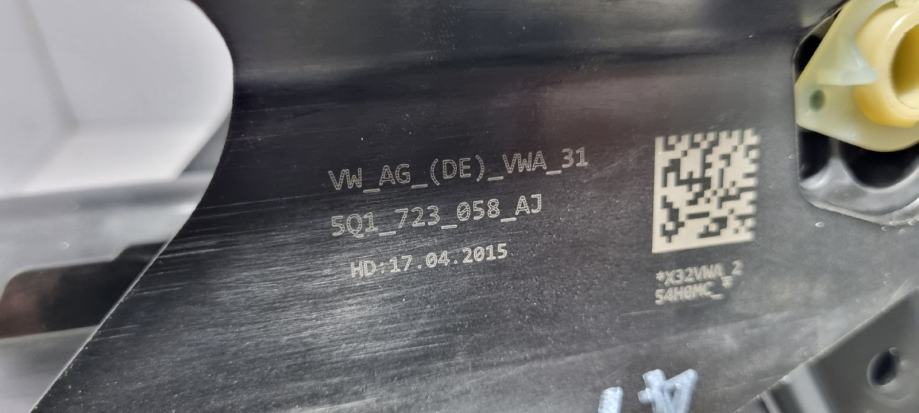 VW_AG_(DE)_VWA_31
5Q1_723_058_AJ
HD:17.04.2015
*X32VWA_2
54H0MC_*